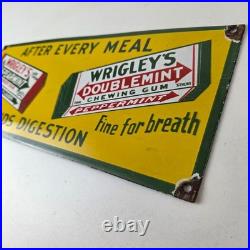 AFTER EVERY MEAL
WRIGLEY'S
DOUBLEMINT
CHEWING GUM
PEPPERMINT
DS DIGESTION
Fine for breath